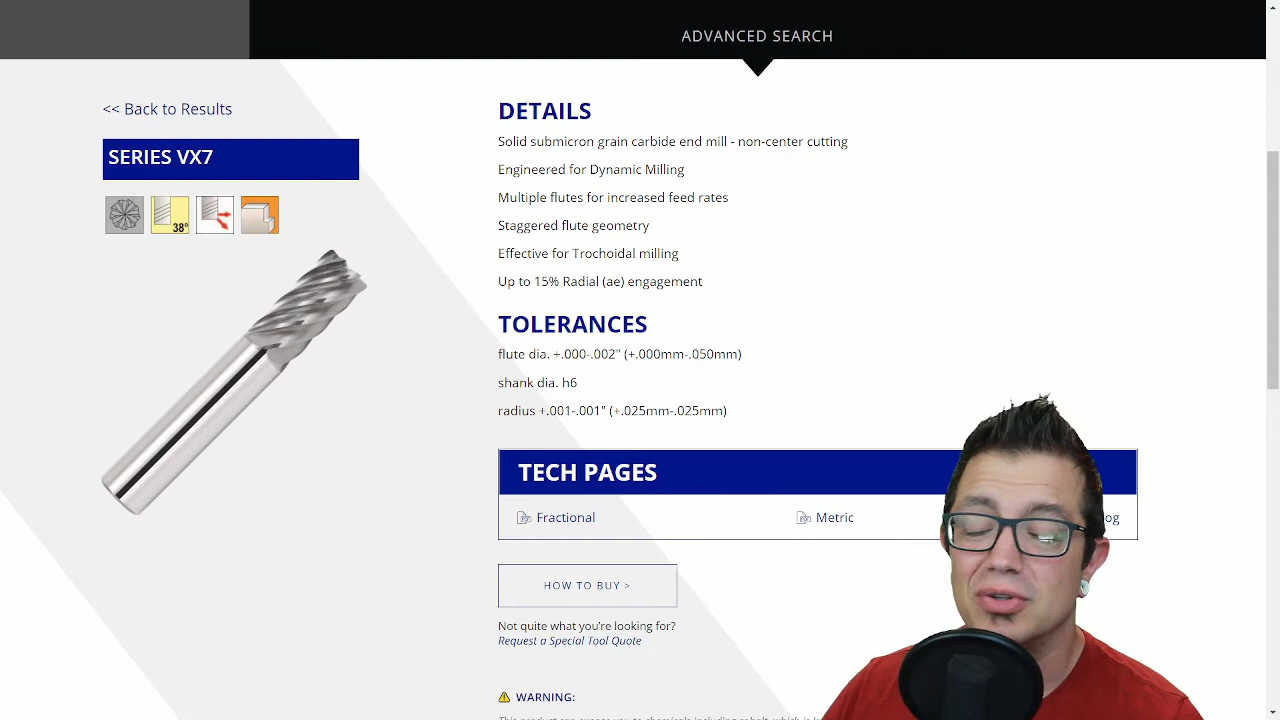 ADVANCED SEARCH
<< Back to Results
SERIES VX7
38°
DETAILS
Solid submicron grain carbide end mill - non-center cutting
Engineered for Dynamic Milling
Multiple flutes for increased feed rates
Staggered flute geometry
Effective for Trochoidal milling
Up to 15% Radial (ae) engagement
TOLERANCES
flute dia. +.000-.002" (+.000mm-.050mm)
shank dia. h6
radius +.001-.001" (+.025mm-.025mm)
TECH PAGES
Fractional
Metric
HOW TO BUY >
Not quite what you're looking for?
Request a Special Tool Quote
WARNING: